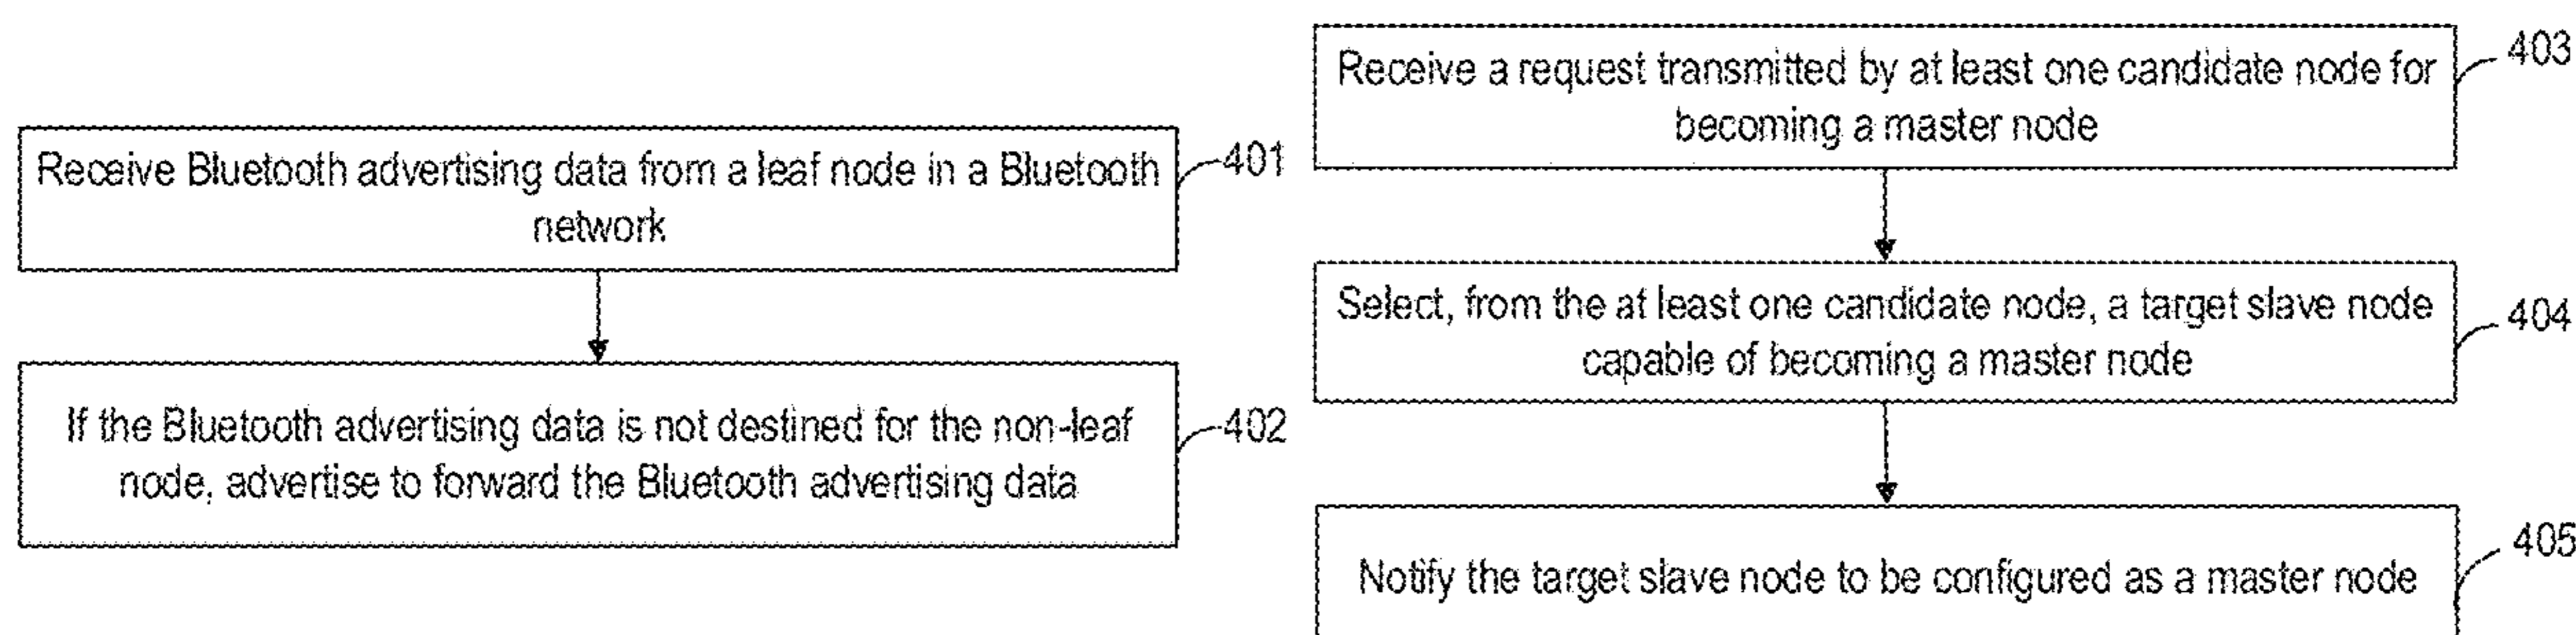 Receive Bluetooth advertising data from a leaf node in a Bluetooth
network
401
If the Bluetooth advertising data is not destined for the non-leaf
node, advertise to forward the Bluetooth advertising data
402
Receive a request transmitted by at least one candidate node for
becoming a master node
403
Select, from the at least one candidate node, a target slave node
capable of becoming a master node
404
Notify the target slave node to be configured as a master node
405